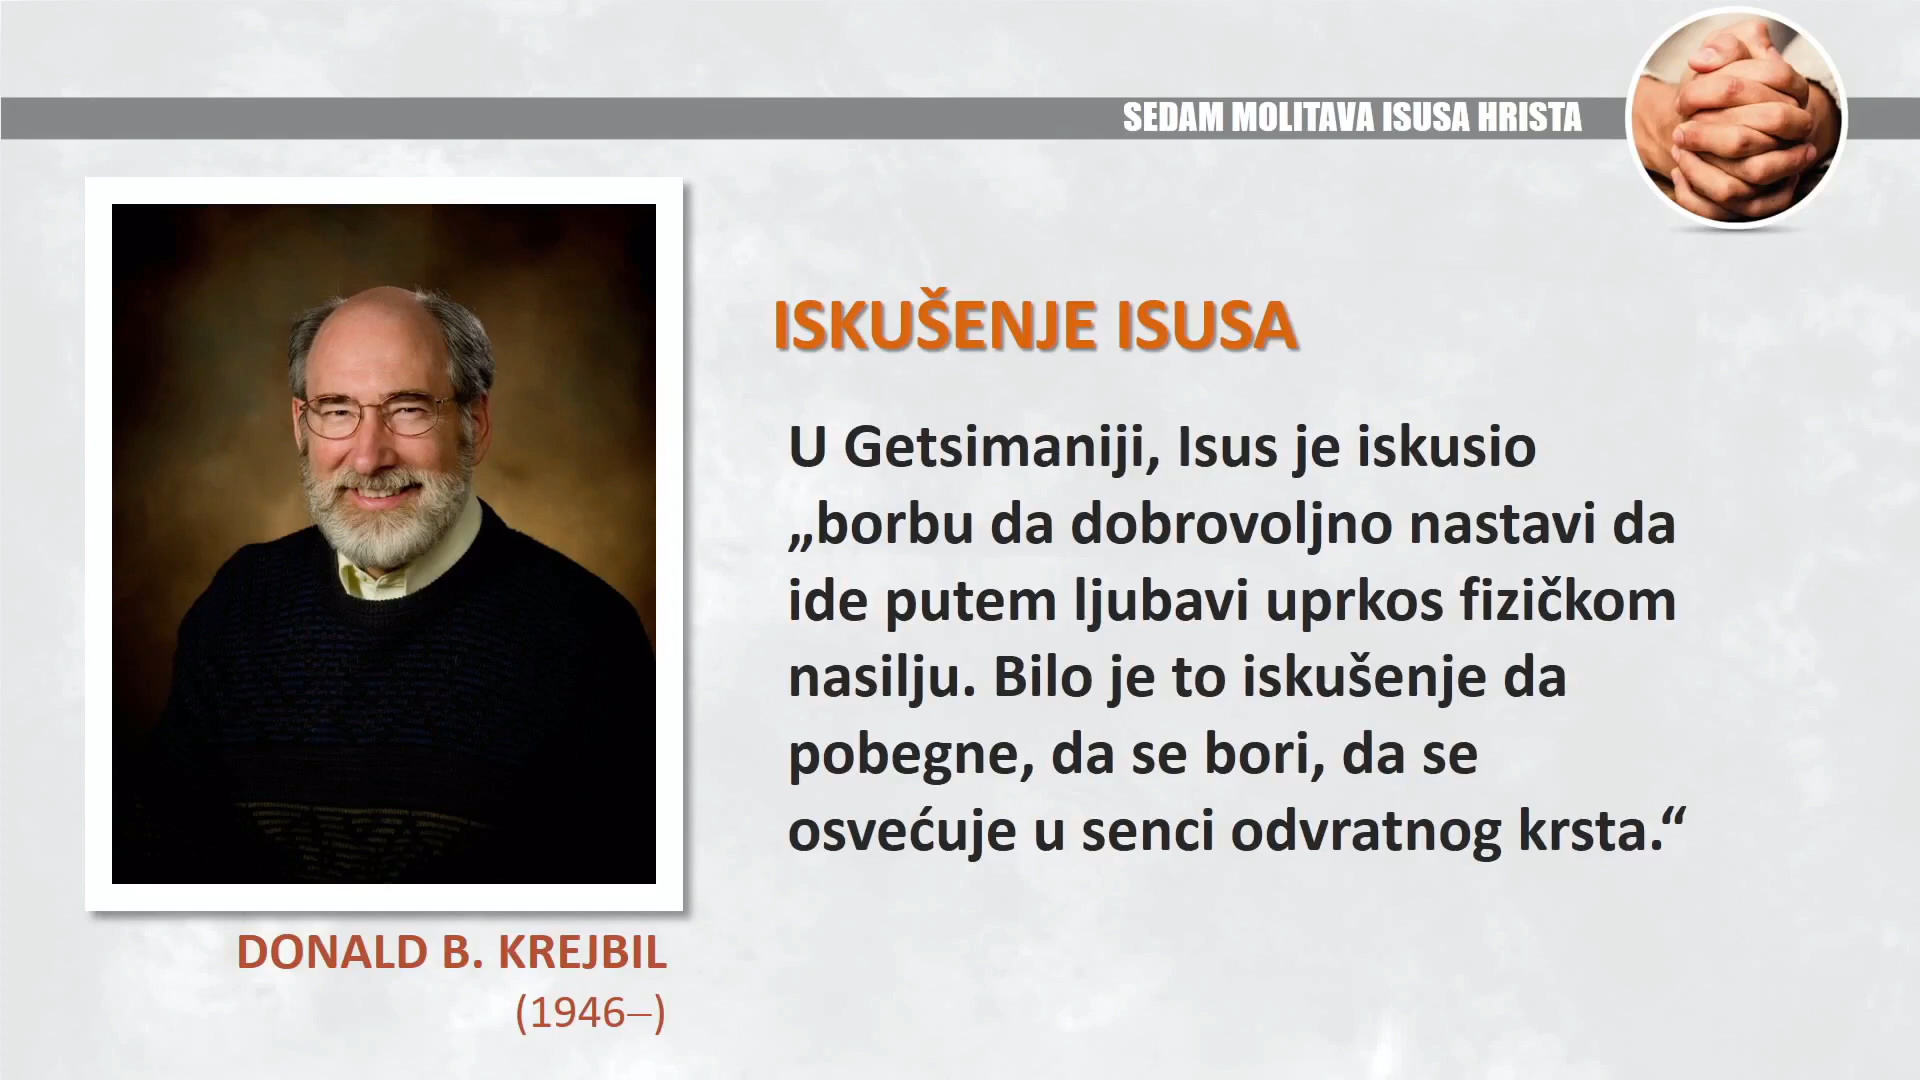 SEDAM MOLITAVA ISUSA HRISTA
ISKUŠENJE ISUSA
U Getsimaniji, Isus je iskusio
„borbu da dobrovoljno nastavi da
ide putem ljubavi uprkos fizičkom
nasilju. Bilo je to iskušenje da
pobegne, da se bori, da se
osvećuje u senci odvratnog krsta.“
DONALD B. KREJBIL
(1946–)